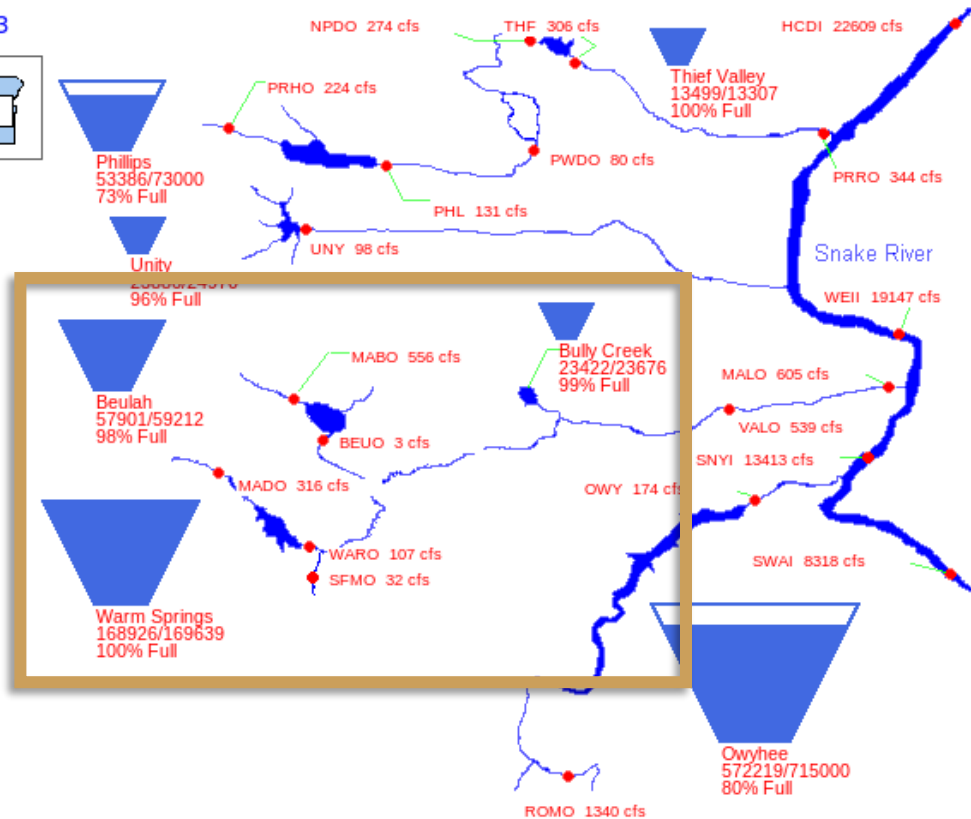 NPDO 274 cfs
THF 306 cfs
HCDI 22609 cfs
Thief Valley
13499/13307
100% Full
PRHO 224 cfs
Phillips
53386/73000
73% Full
PWDO 80 cfs
PRRO 344 cfs
PHL 131 cfs
UNY 98 cfs
Snake River
Unity
96% Full
WEII 19147 cfs
Bully Creek
23422/23676
99% Full
MABO 556 cfs
MALO 605 cfs
Beulah
57901/59212
98% Full
VALO 539 cfs
BEUO 3 cfs
SNYI 13413 cfs
MADO 316 cfs
OWY 174 cfs
WARO 107 cfs
SWAI 8318 cfs
SFMO 32 cfs
Warm Springs
168926/169639
100% Full
Owyhee
572219/715000
80% Full
ROMO 1340 cfs